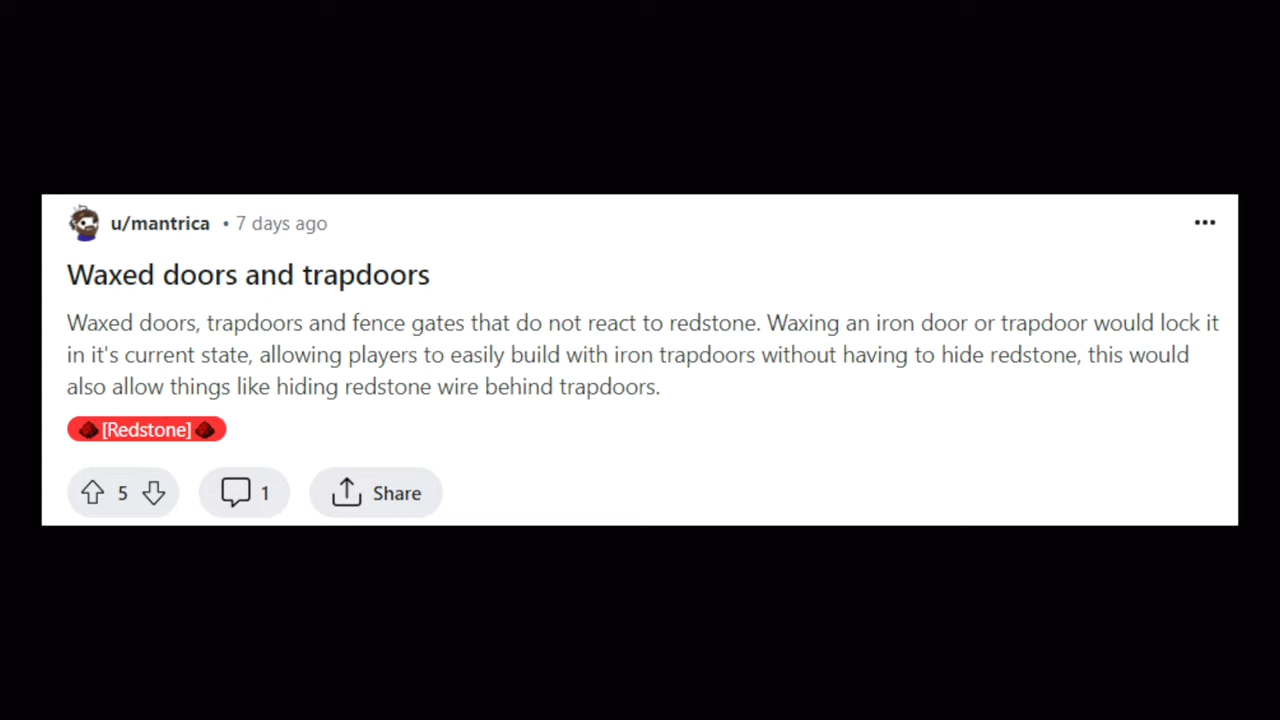 u/mantrica • 7 days ago
Waxed doors and trapdoors
Waxed doors, trapdoors and fence gates that do not react to redstone. Waxing an iron door or trapdoor would lock it
in it's current state, allowing players to easily build with iron trapdoors without having to hide redstone, this would
also allow things like hiding redstone wire behind trapdoors.
[Redstone]
5 1 Share